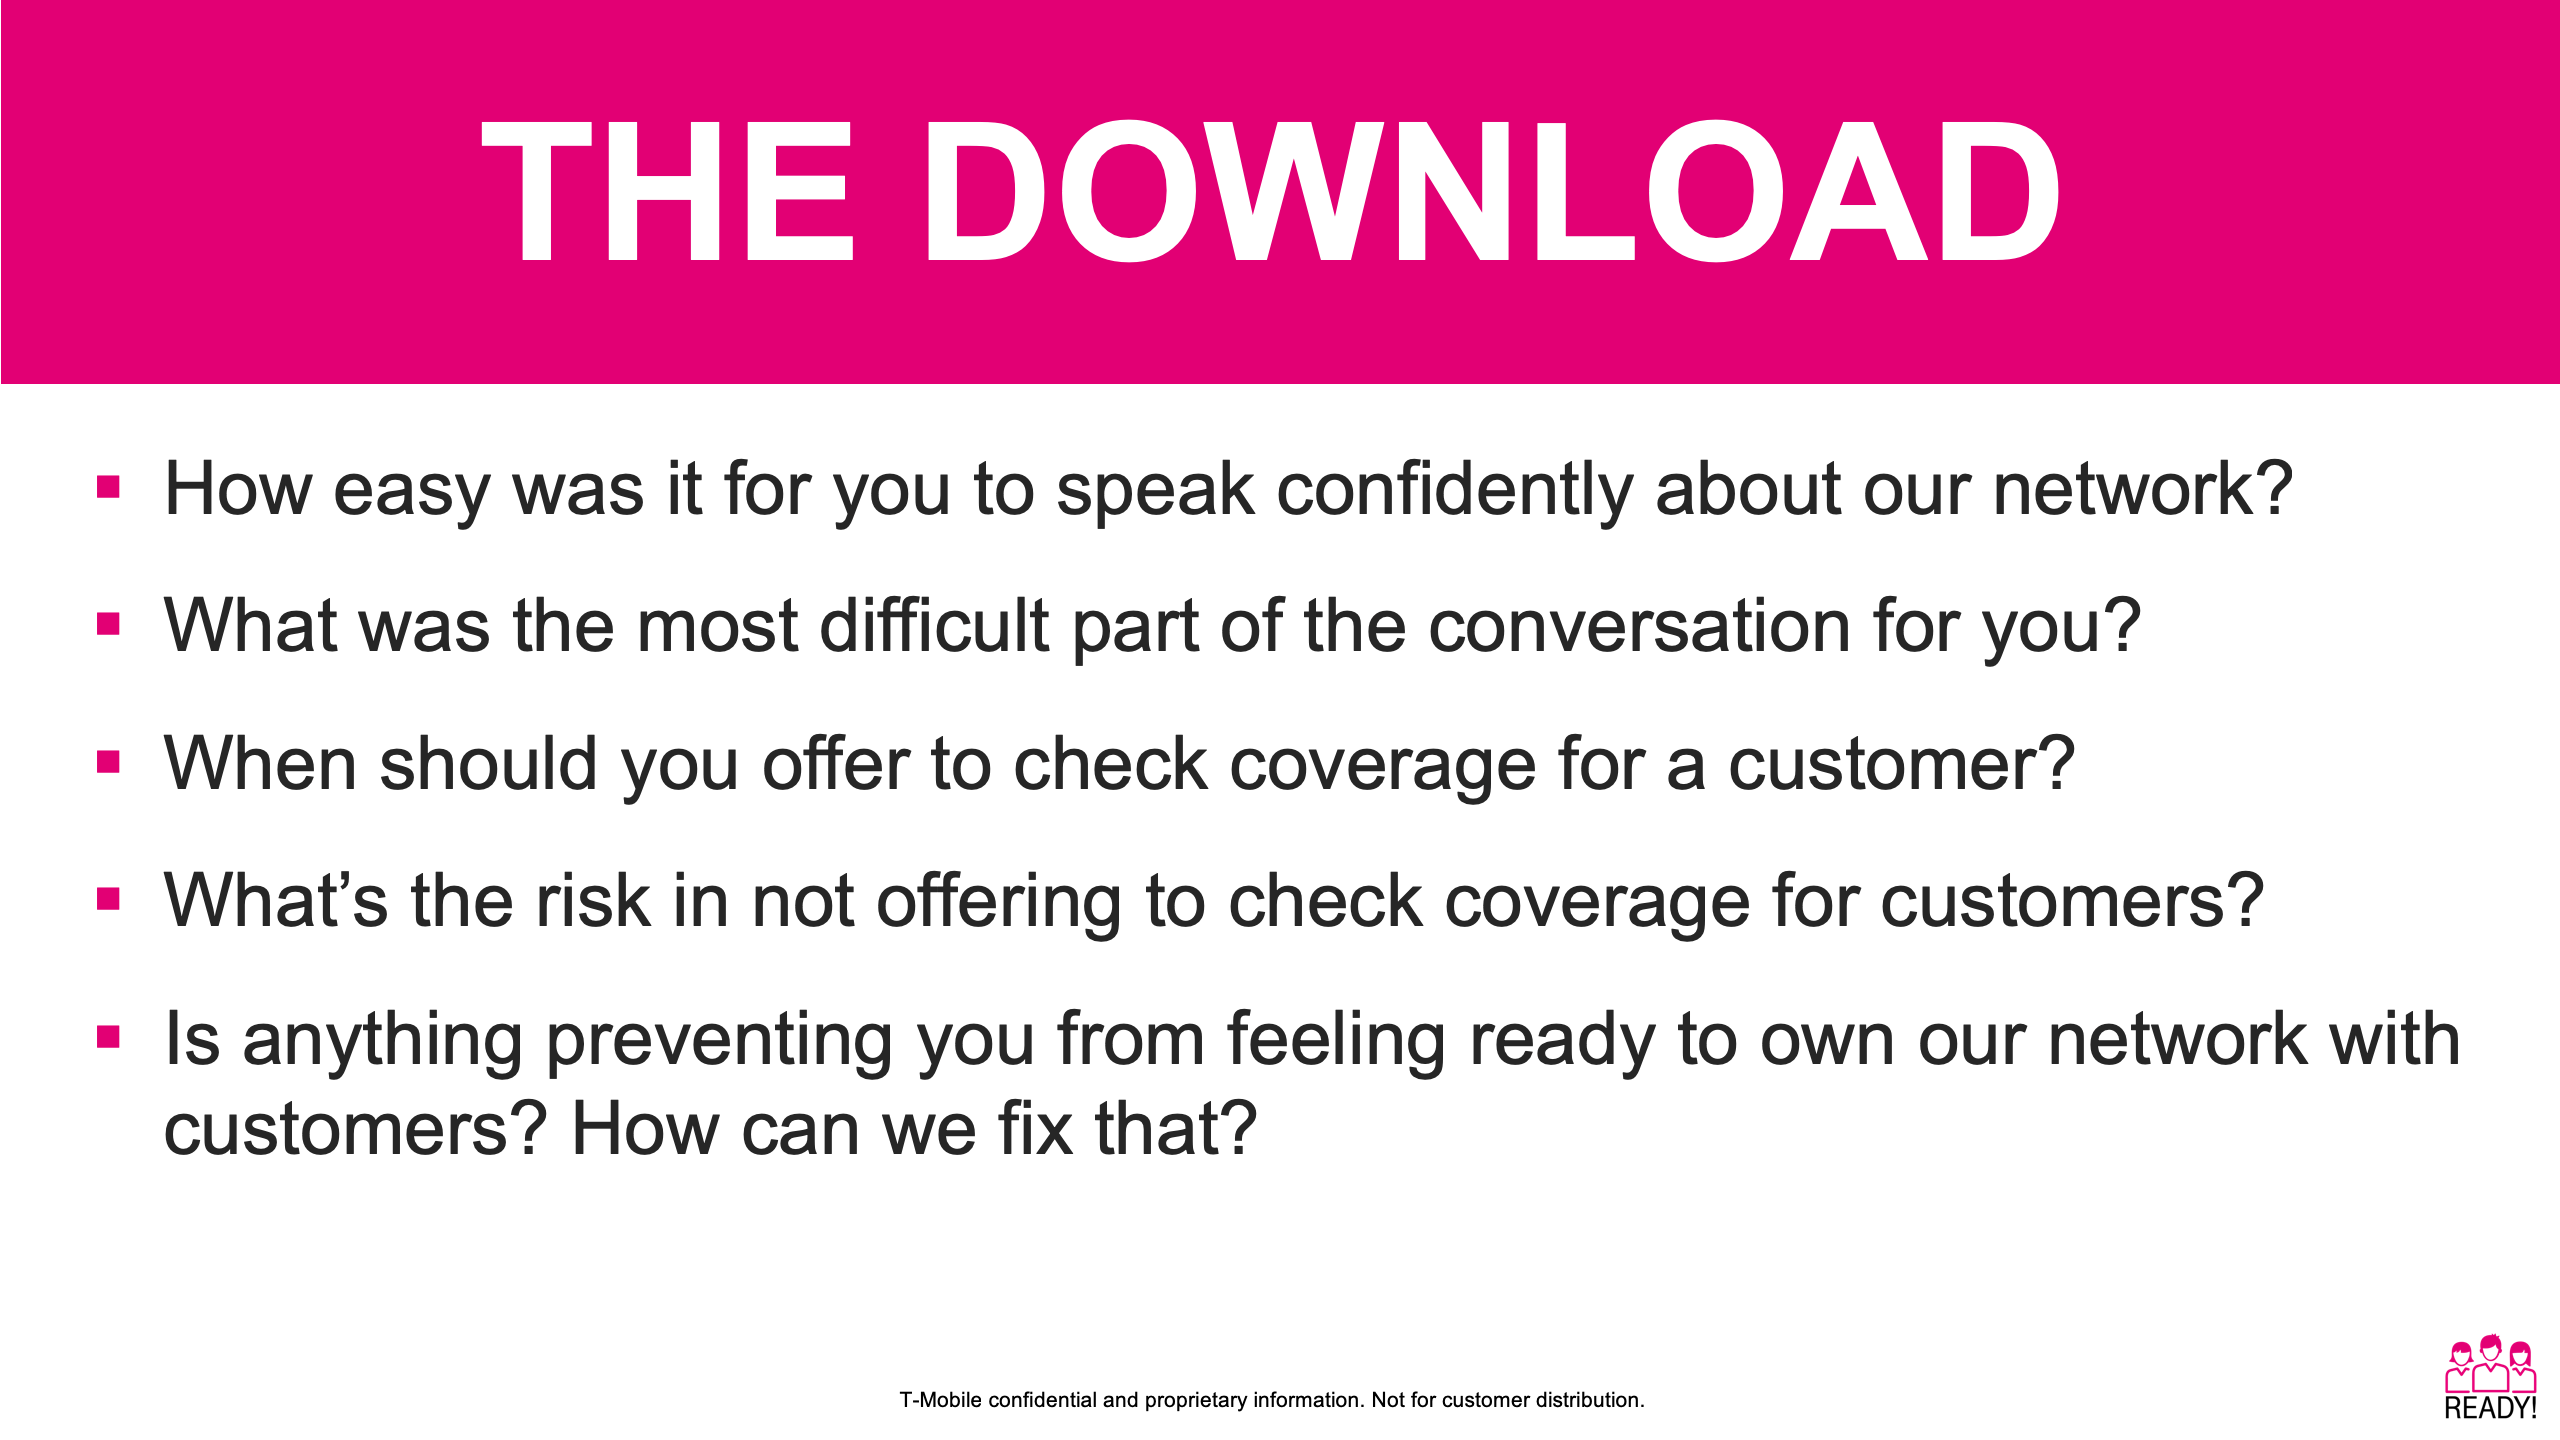 THE DOWNLOAD
▪ How easy was it for you to speak confidently about our network?
▪ What was the most difficult part of the conversation for you?
▪ When should you offer to check coverage for a customer?
▪ What’s the risk in not offering to check coverage for customers?
▪ Is anything preventing you from feeling ready to own our network with
customers? How can we fix that?
T-Mobile confidential and proprietary information. Not for customer distribution.
READY!